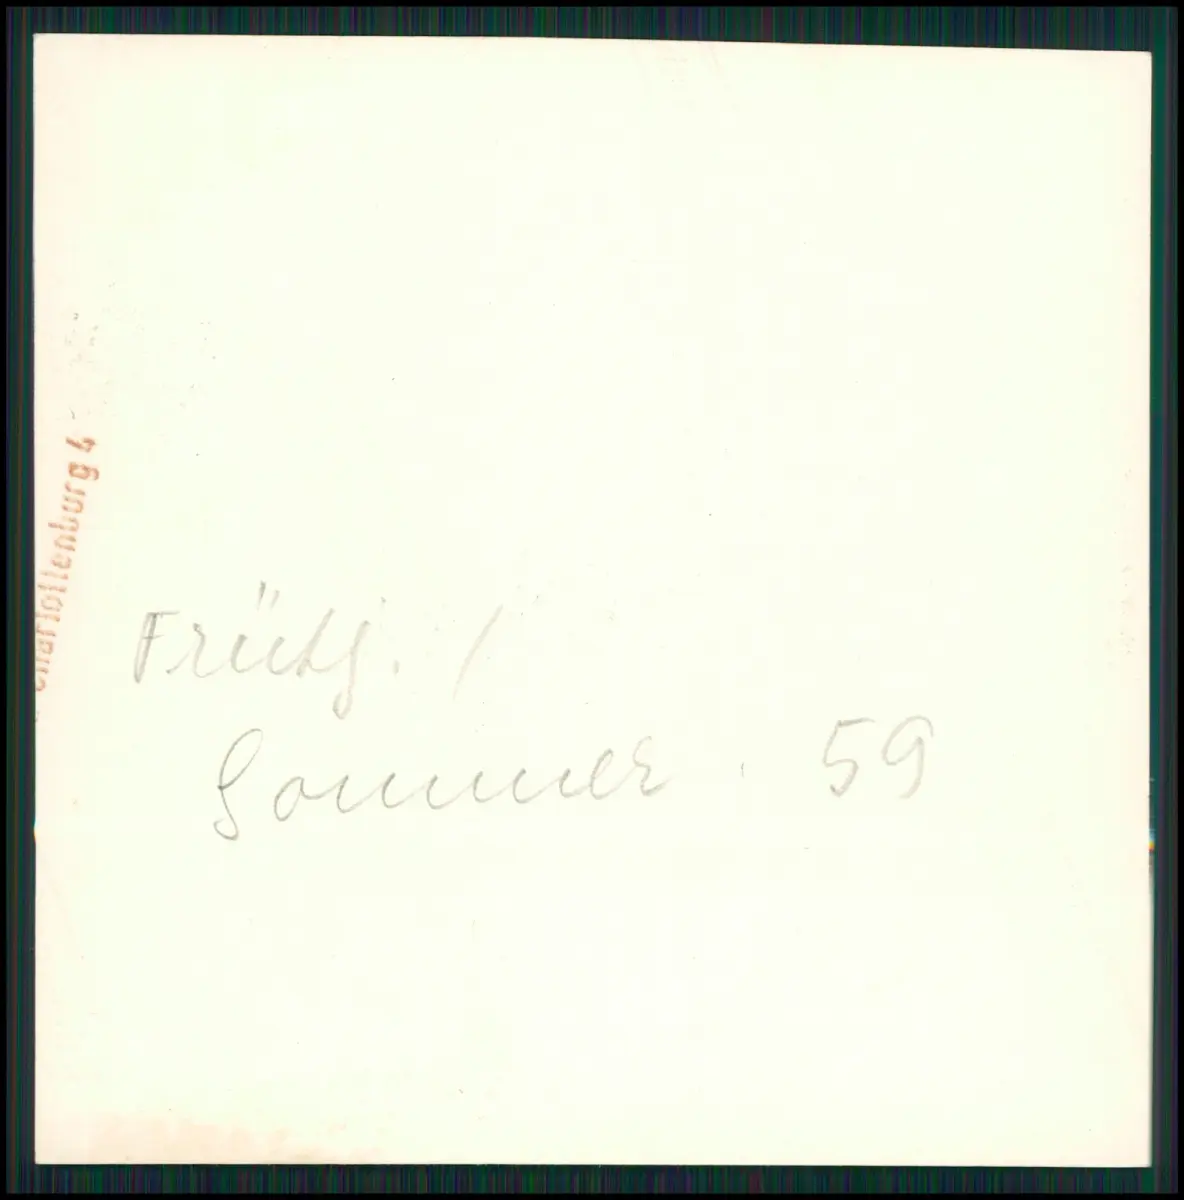 Charlottenburg 4
Frühj. /
Sommer . 59